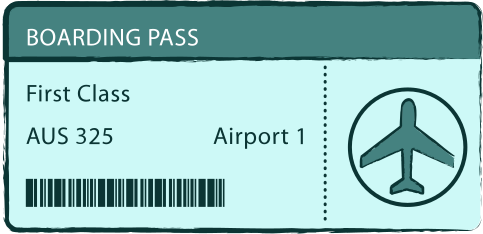 BOARDING PASS
First Class
AUS 325 Airport 1